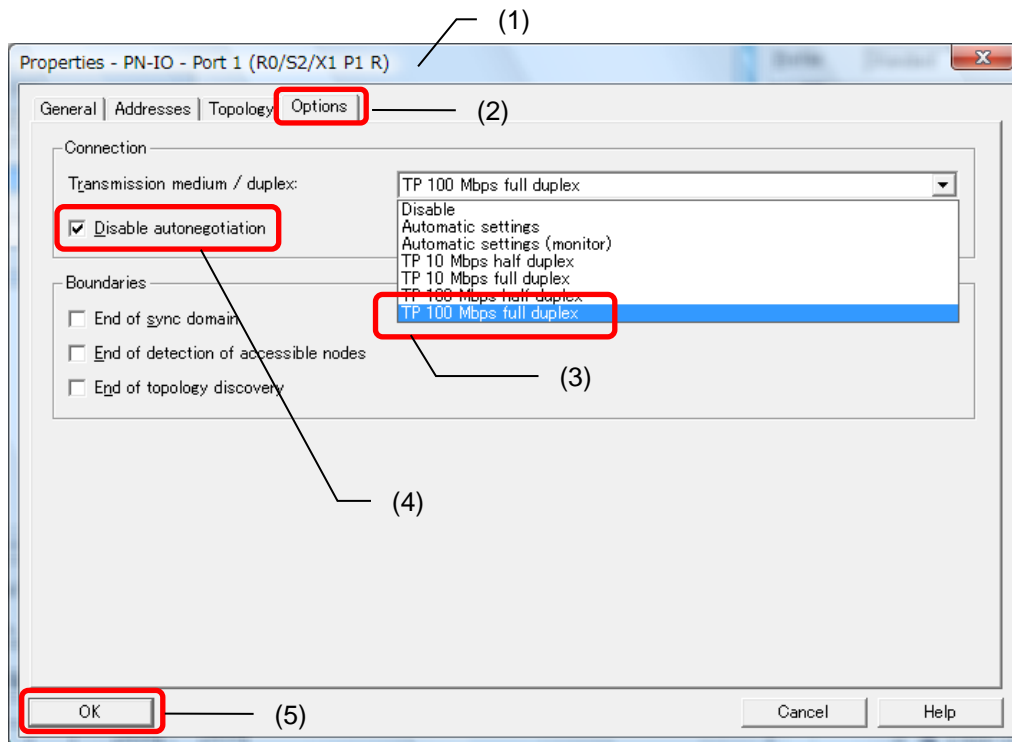 (1)
Properties - PN-IO - Port 1 (R0/S2/X1 P1 R)
General Addresses Topology Options
(2)
Connection
Transmission medium / duplex: TP 100 Mbps full duplex
Disable
Disable autonegotiation
Automatic settings
Automatic settings (monitor)
TP 10 Mbps half duplex
TP 10 Mbps full duplex
TP 100 Mbps half duplex
TP 100 Mbps full duplex
Boundaries
End of sync domain
End of detection of accessible nodes
(3)
End of topology discovery
(4)
OK
(5)
Cancel
Help